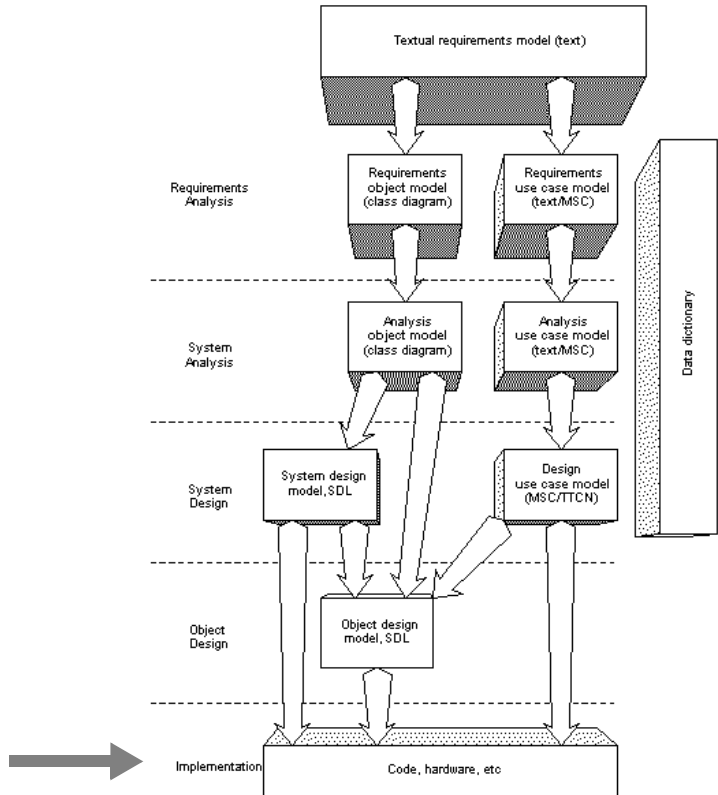 Textual requirements model (text)
Requirements
Analysis
Requirements
object model
(class diagram)
Requirements
use case model
(text/MSC)
Data dictionary
System
Analysis
Analysis
object model
(class diagram)
Analysis
use case model
(text/MSC)
System
Design
System design
model, SDL
Design
use case model
(MSC/TTCN)
Object
Design
Object design
model, SDL
Implementation
Code, hardware, etc